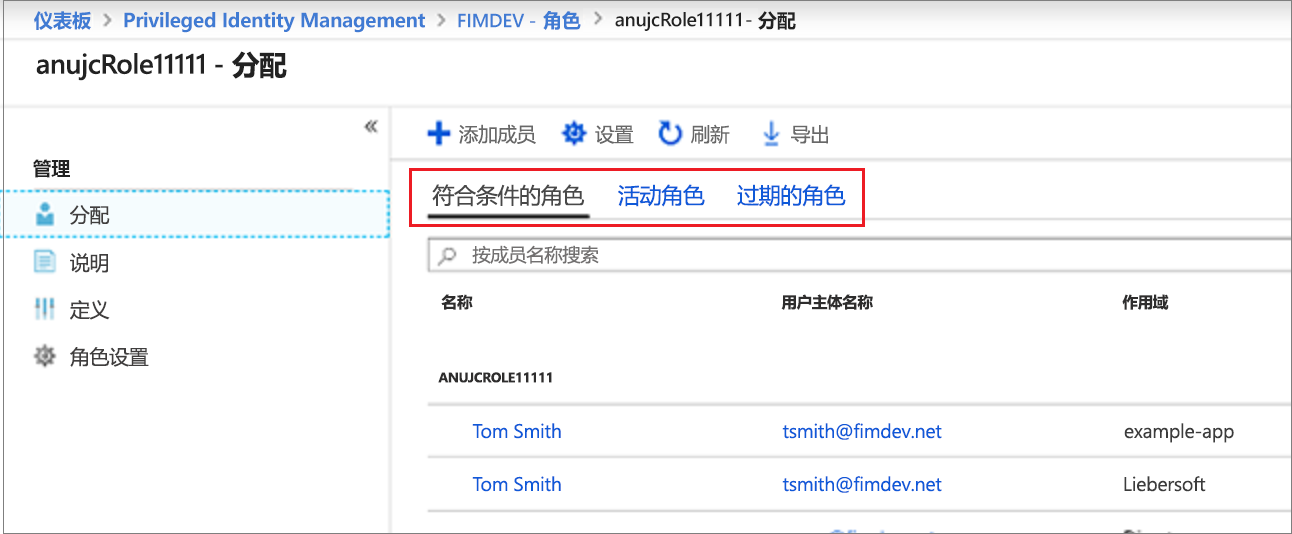 仪表板 > Privileged Identity Management > FIMDEV - 角色 > anujcRole11111- 分配
anujcRole11111 - 分配
«
管理
分配
说明
定义
角色设置
添加成员 设置 刷新 导出
符合条件的角色 活动角色 过期的角色
按成员名称搜索
名称 用户主体名称 作用域
ANUJCROLE11111
Tom Smith tsmith@fimdev.net example-app
Tom Smith tsmith@fimdev.net Liebersoft